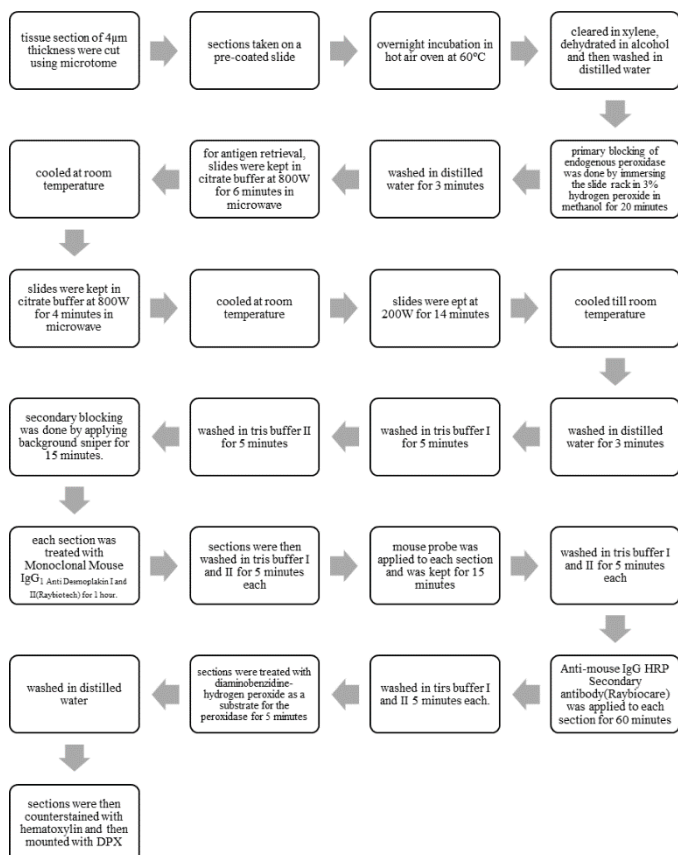 tissue section of 4μm
thickness were cut
using microtome
sections taken on a
pre-coated slide
overnight incubation in
hot air oven at 60°C
cleared in xylene,
dehydrated in alcohol
and then washed in
distilled water
primary blocking of
endogenous peroxidase
was done by immersing
the slide rack in 3%
hydrogen peroxide in
methanol for 20 minutes
washed in distilled
water for 3 minutes
for antigen retrieval,
slides were kept in
citrate buffer at 800W
for 6 minutes in
microwave
cooled at room
temperature
slides were kept in
citrate buffer at 800W
for 4 minutes in
microwave
cooled at room
temperature
slides were ept at
200W for 14 minutes
cooled till room
temperature
washed in distilled
water for 3 minutes
washed in tris buffer I
for 5 minutes
washed in tris buffer II
for 5 minutes
secondary blocking
was done by applying
background sniper for
15 minutes.
each section was
treated with
Monoclonal Mouse
IgG1 Anti Desmoplakin I and
II(Raybiotech) for 1 hour.
sections were then
washed in tris buffer I
and II for 5 minutes
each
mouse probe was
applied to each section
and was kept for 15
minutes
washed in tris buffer I
and II for 5 minutes
each
Anti-mouse IgG HRP
Secondary
antibody(Raybiocare)
was applied to each
section for 60 minutes
washed in tirs buffer I
and II 5 minutes each.
sections were treated with
diaminobenzidine-
hydrogen peroxide as a
substrate for the
peroxidase for 5 minutes
washed in distilled
water
sections were then
counterstained with
hematoxylin and then
mounted with DPX